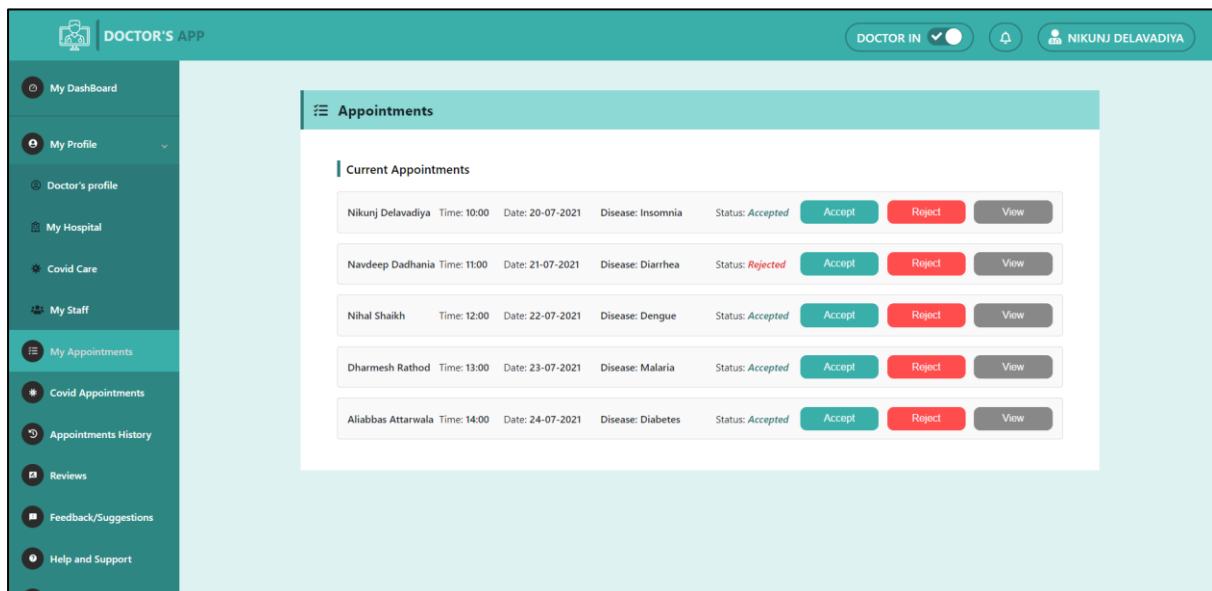 DOCTOR'S APP
DOCTOR IN
NIKUNJ DELAVADIYA
My DashBoard
My Profile
Doctor's profile
My Hospital
Covid Care
My Staff
My Appointments
Covid Appointments
Appointments History
Reviews
Feedback/Suggestions
Help and Support
Appointments
Current Appointments
Nikunj Delavadiya Time: 10:00 Date: 20-07-2021 Disease: Insomnia Status: Accepted Accept Reject View
Navdeep Dadhania Time: 11:00 Date: 21-07-2021 Disease: Diarrhea Status: Rejected Accept Reject View
Nihal Shaikh Time: 12:00 Date: 22-07-2021 Disease: Dengue Status: Accepted Accept Reject View
Dharmesh Rathod Time: 13:00 Date: 23-07-2021 Disease: Malaria Status: Accepted Accept Reject View
Aliabbas Attarwala Time: 14:00 Date: 24-07-2021 Disease: Diabetes Status: Accepted Accept Reject View